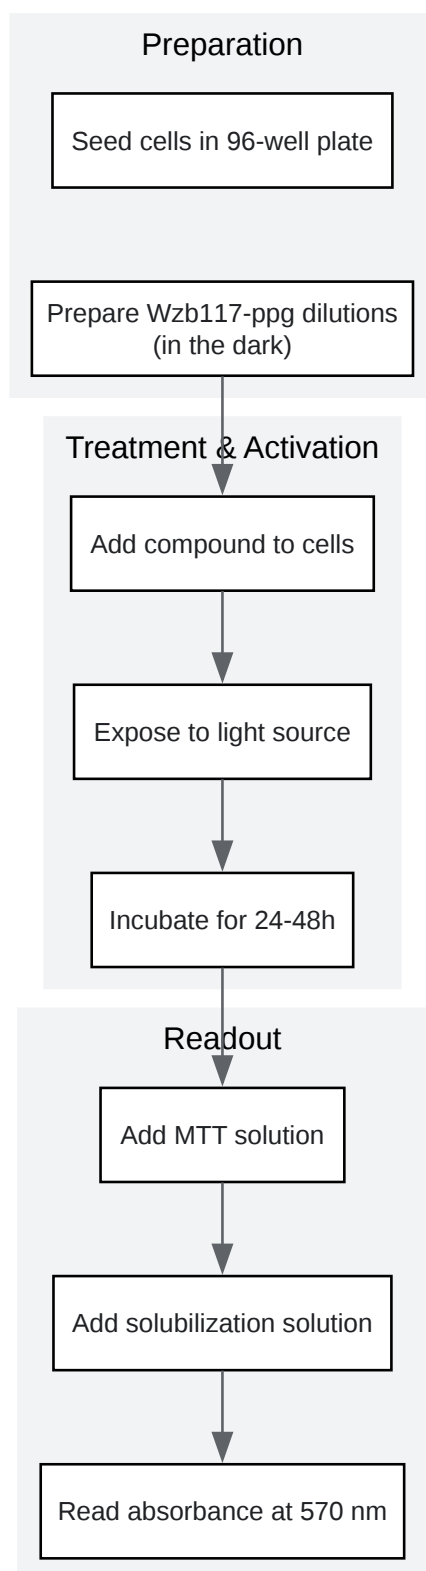 Preparation
Seed cells in 96-well plate
Prepare Wzb117-ppg dilutions
(in the dark)
Treatment & Activation
Add compound to cells
Expose to light source
Incubate for 24-48h
Readout
Add MTT solution
Add solubilization solution
Read absorbance at 570 nm